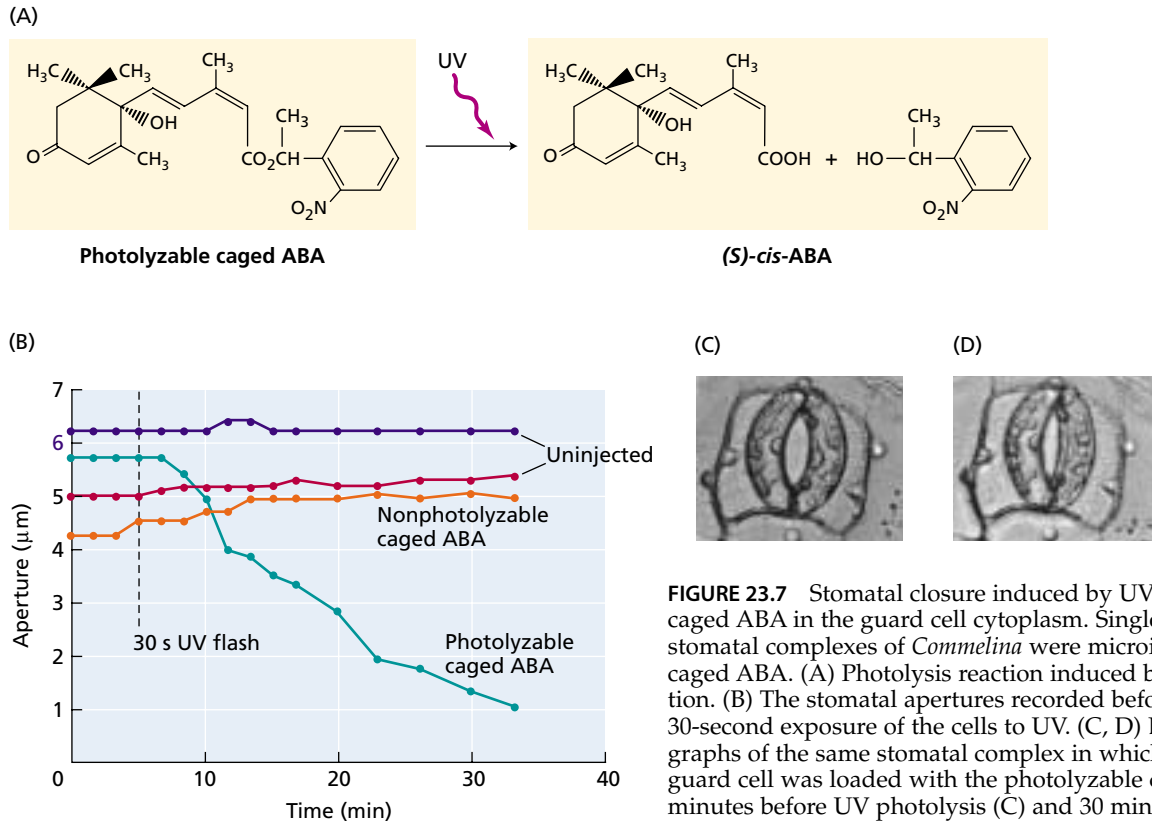 (A)
H3C
CH3
CH3
OH
O
CH3
CO2CH
CH3
O2N
UV
H3C
CH3
CH3
OH
O
CH3
COOH
+
HO—CH
CH3
O2N
Photolyzable caged ABA
(S)-cis-ABA
(B)
Aperture (µm)
7
6
5
4
3
2
1
0
10
20
30
40
Time (min)
30 s UV flash
Uninjected
Nonphotolyzable
caged ABA
Photolyzable
caged ABA
(C)
(D)
FIGURE 23.7 Stomatal closure induced by UV
caged ABA in the guard cell cytoplasm. Single
stomatal complexes of Commelina were microi
caged ABA. (A) Photolysis reaction induced b
tion. (B) The stomatal apertures recorded befo
30-second exposure of the cells to UV. (C, D)
graphs of the same stomatal complex in which
guard cell was loaded with the photolyzable
minutes before UV photolysis (C) and 30 min